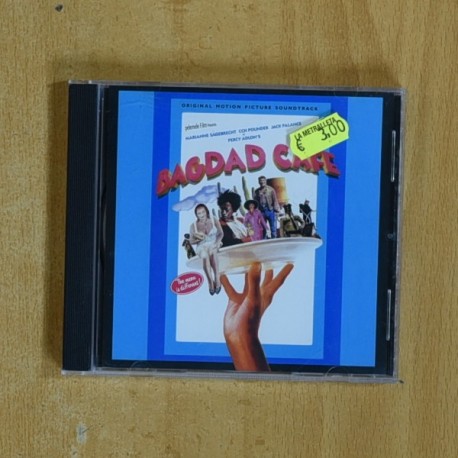 ORIGINAL MOTION PICTURE SOUNDTRACK
MARIANNE SAGEBRECHT CCH POUNDER JACK PALANCE
PERCY ADLON'S
BAGDAD CAFE
LA METRALLETA
€ 3,00